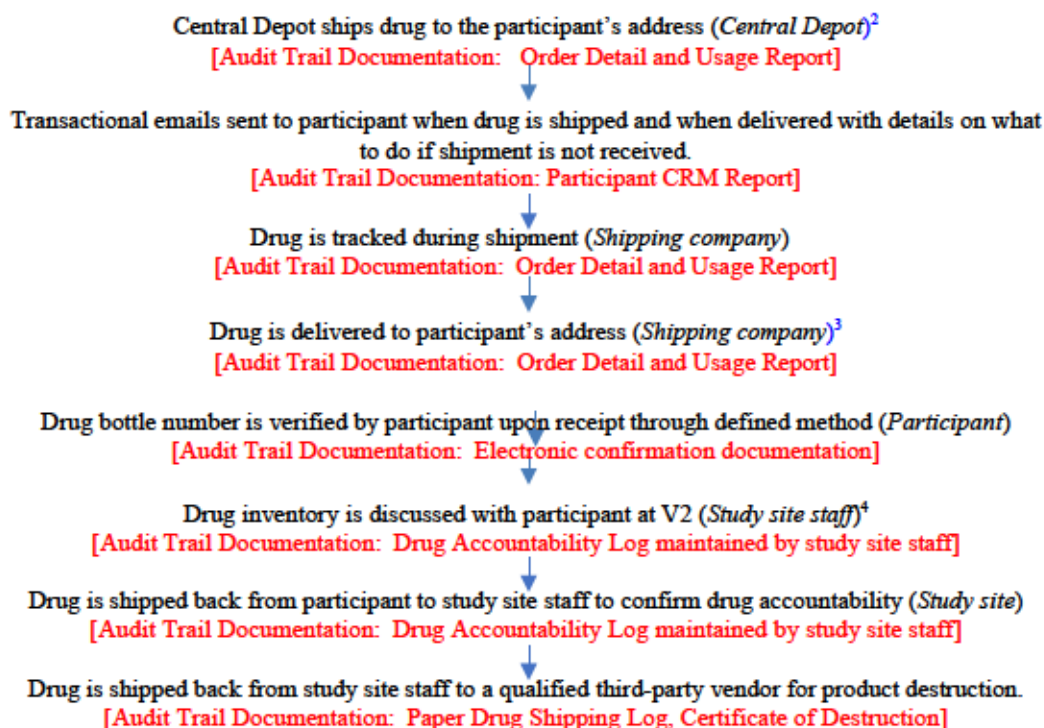 Central Depot ships drug to the participant’s address (Central Depot)2
[Audit Trail Documentation: Order Detail and Usage Report]
Transactional emails sent to participant when drug is shipped and when delivered with details on what
to do if shipment is not received.
[Audit Trail Documentation: Participant CRM Report]
Drug is tracked during shipment (Shipping company)
[Audit Trail Documentation: Order Detail and Usage Report]
Drug is delivered to participant’s address (Shipping company)3
[Audit Trail Documentation: Order Detail and Usage Report]
Drug bottle number is verified by participant upon receipt through defined method (Participant)
[Audit Trail Documentation: Electronic confirmation documentation]
Drug inventory is discussed with participant at V2 (Study site staff)4
[Audit Trail Documentation: Drug Accountability Log maintained by study site staff]
Drug is shipped back from participant to study site staff to confirm drug accountability (Study site)
[Audit Trail Documentation: Drug Accountability Log maintained by study site staff]
Drug is shipped back from study site staff to a qualified third-party vendor for product destruction.
[Audit Trail Documentation: Paper Drug Shipping Log, Certificate of Destruction]